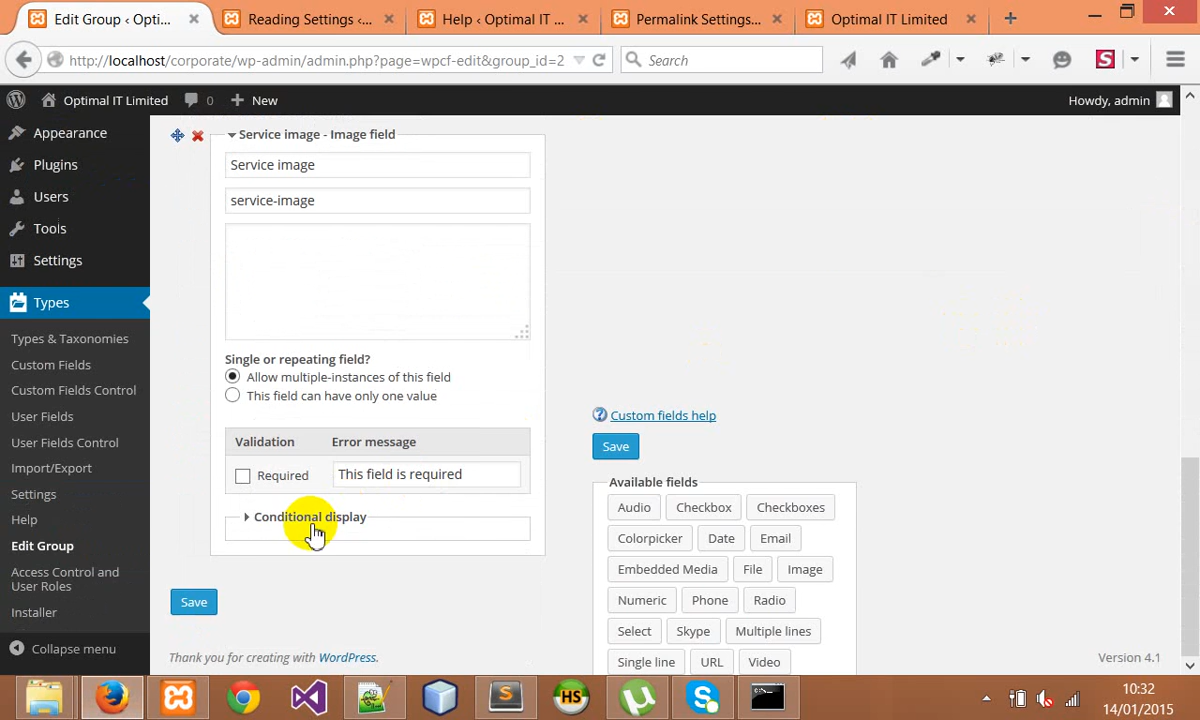 Edit Group ‹ Opti...
Reading Settings ‹...
Help ‹ Optimal IT ...
Permalink Settings...
Optimal IT Limited
http://localhost/corporate/wp-admin/admin.php?page=wpcf-edit&group_id=2
Search
Optimal IT Limited
0
New
Howdy, admin
Appearance
Plugins
Users
Tools
Settings
Types
Types & Taxonomies
Custom Fields
Custom Fields Control
User Fields
User Fields Control
Import/Export
Settings
Help
Edit Group
Access Control and
User Roles
Installer
Collapse menu
Service image - Image field
Service image
service-image
Single or repeating field?
Allow multiple-instances of this field
This field can have only one value
Validation
Error message
Required
This field is required
Conditional display
Save
Custom fields help
Save
Available fields
Audio
Checkbox
Checkboxes
Colorpicker
Date
Email
Embedded Media
File
Image
Numeric
Phone
Radio
Select
Skype
Multiple lines
Single line
URL
Video
Thank you for creating with WordPress.
Version 4.1
HS
10:32
14/01/2015